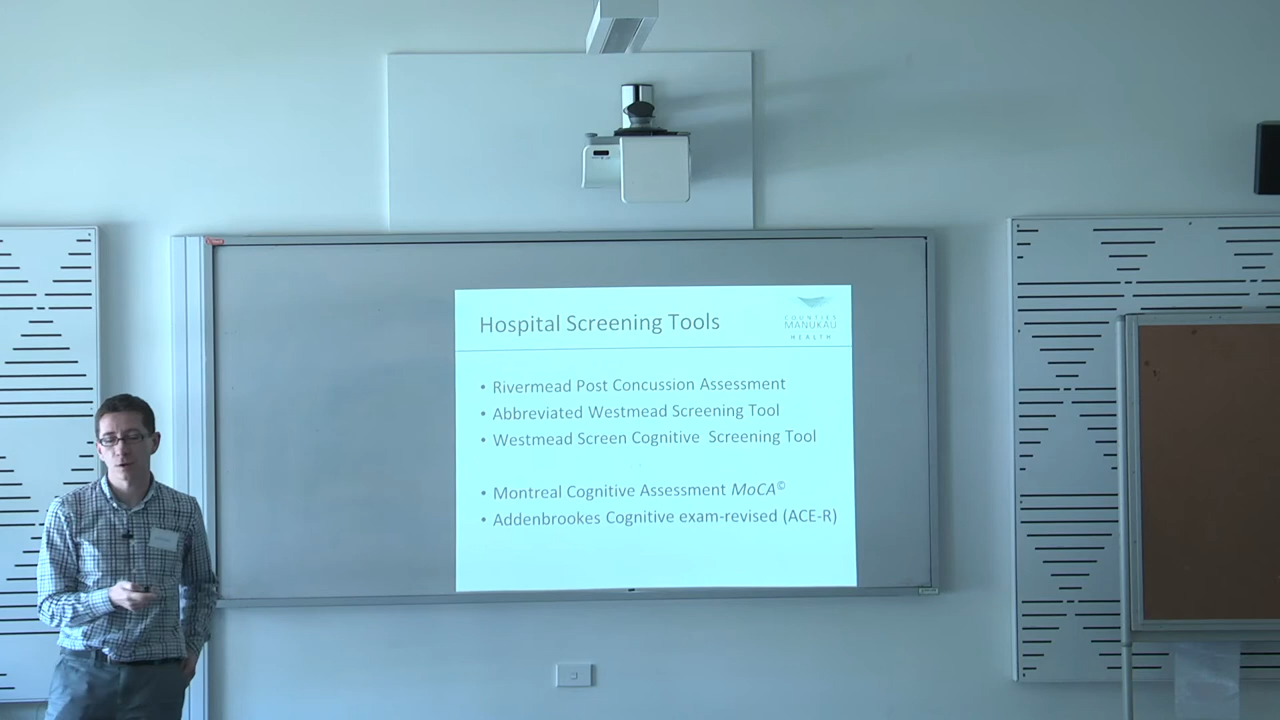 Hospital Screening Tools
COUNTIES
MANUKAU
HEALTH
• Rivermead Post Concussion Assessment
• Abbreviated Westmead Screening Tool
• Westmead Screen Cognitive Screening Tool
• Montreal Cognitive Assessment MoCA©
• Addenbrookes Cognitive exam-revised (ACE-R)